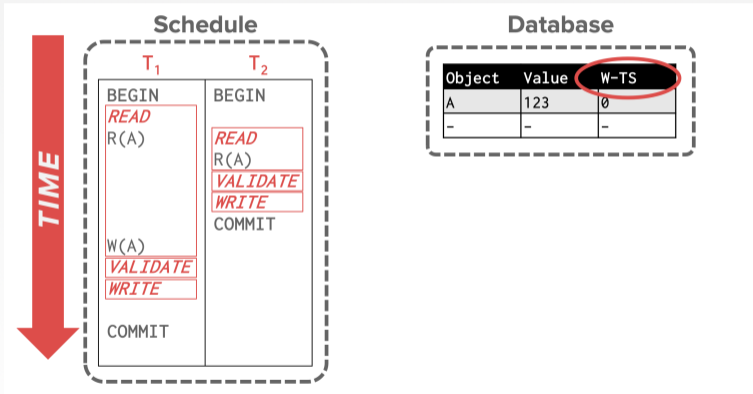 Schedule
T1 T2
BEGIN BEGIN
READ
R(A) READ
R(A)
VALIDATE
WRITE
COMMIT
W(A)
VALIDATE
WRITE
COMMIT
TIME
Database
Object Value W-TS
A 123 0
– – –